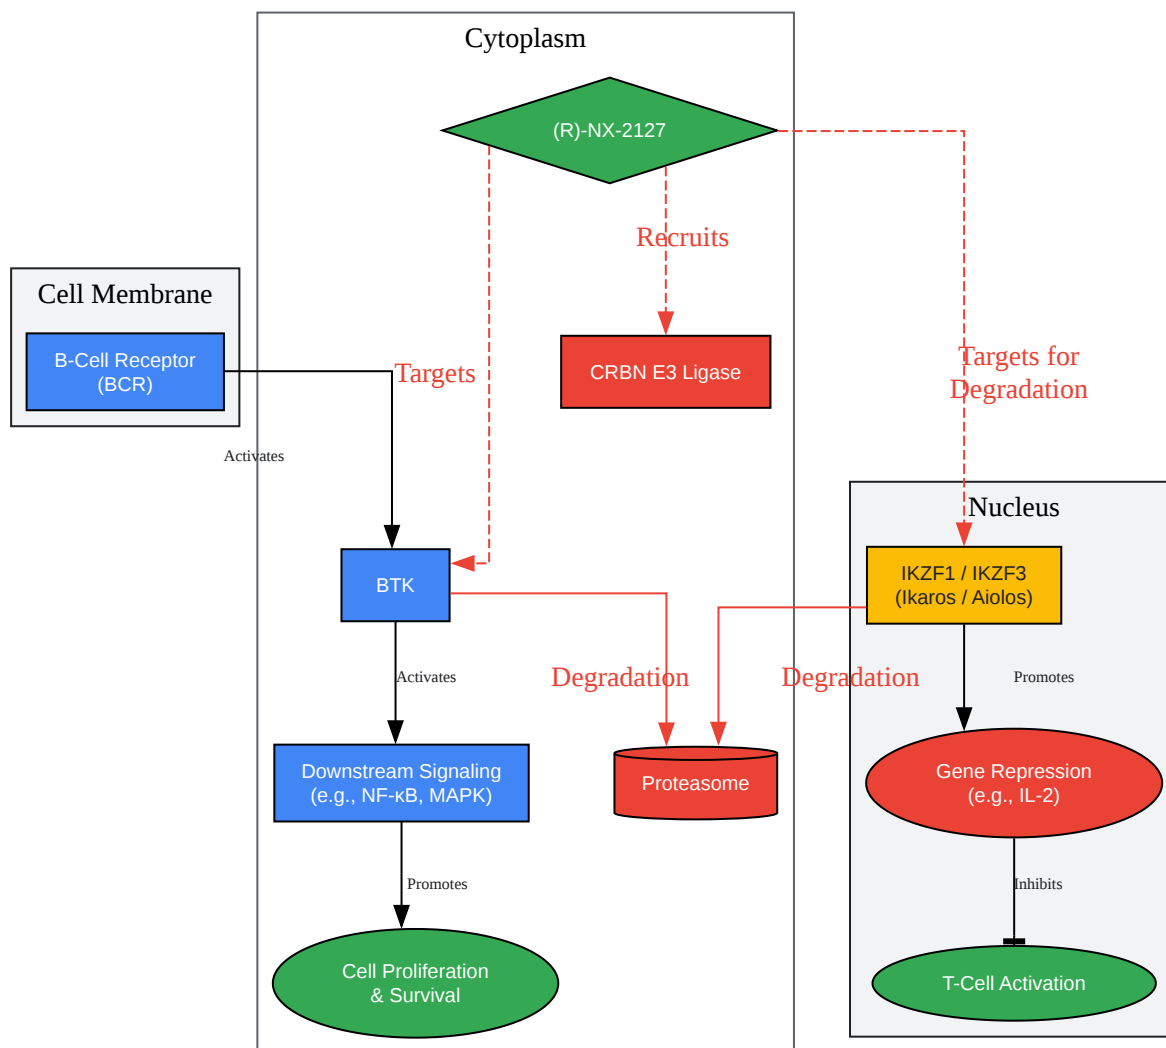 Cytoplasm
(R)-NX-2127
Recruits
Cell Membrane
B-Cell Receptor
(BCR)
Targets
CRBN E3 Ligase
Targets for
Degradation
Activates
Nucleus
BTK
IKZF1 / IKZF3
(Ikaros / Aiolos)
Activates
Degradation
Degradation
Promotes
Downstream Signaling
(e.g., NF-κB, MAPK)
Proteasome
Gene Repression
(e.g., IL-2)
Promotes
Inhibits
Cell Proliferation
& Survival
T-Cell Activation